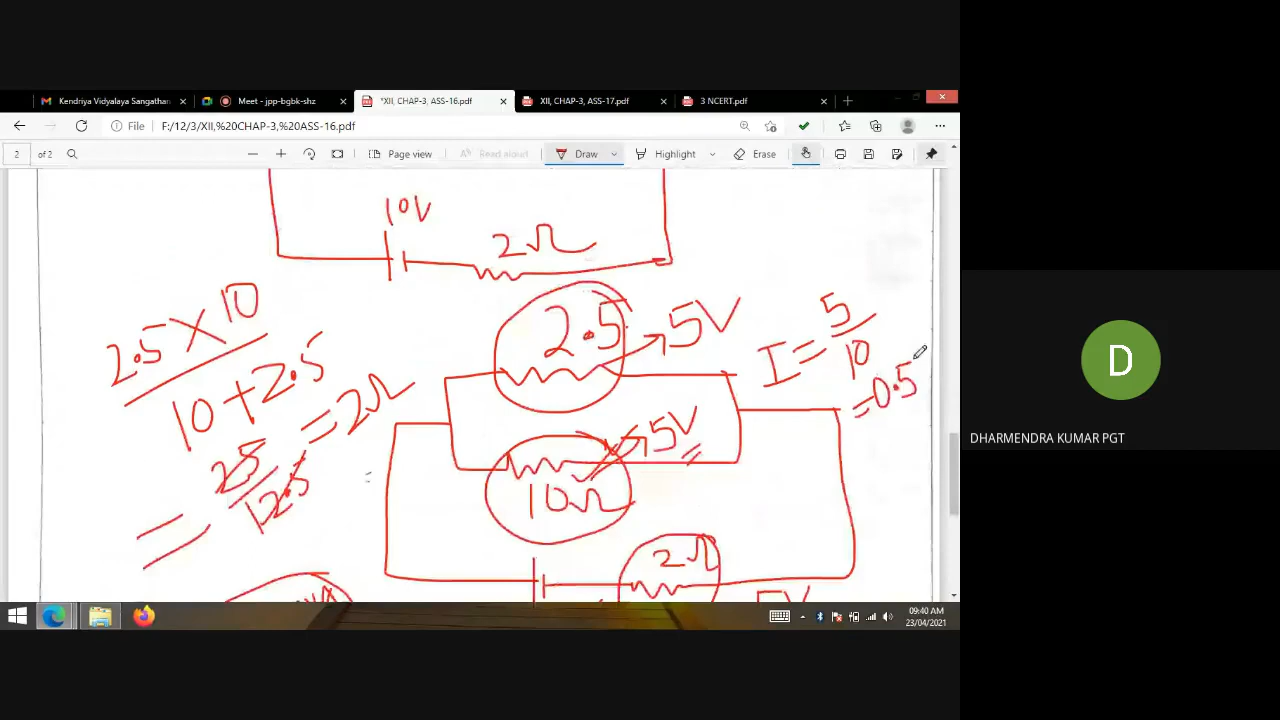 Kendriya Vidyalaya Sangathan
Meet - jpp-bgbk-shz
*XII, CHAP-3, ASS-16.pdf
XII, CHAP-3, ASS-17.pdf
3 NCERT.pdf
File
F:/12/3/XII,%20CHAP-3,%20ASS-16.pdf
2 of 2
Page view
Read aloud
Draw
Highlight
Erase
10V
2Ω
2.5 × 10
10 + 2.5
= 2Ω
= 25
12.5
2.5
5V
5V
10Ω
I = 5
10
= 0.5
2Ω
DHARMENDRA KUMAR PGT
D
09:40 AM
23/04/2021